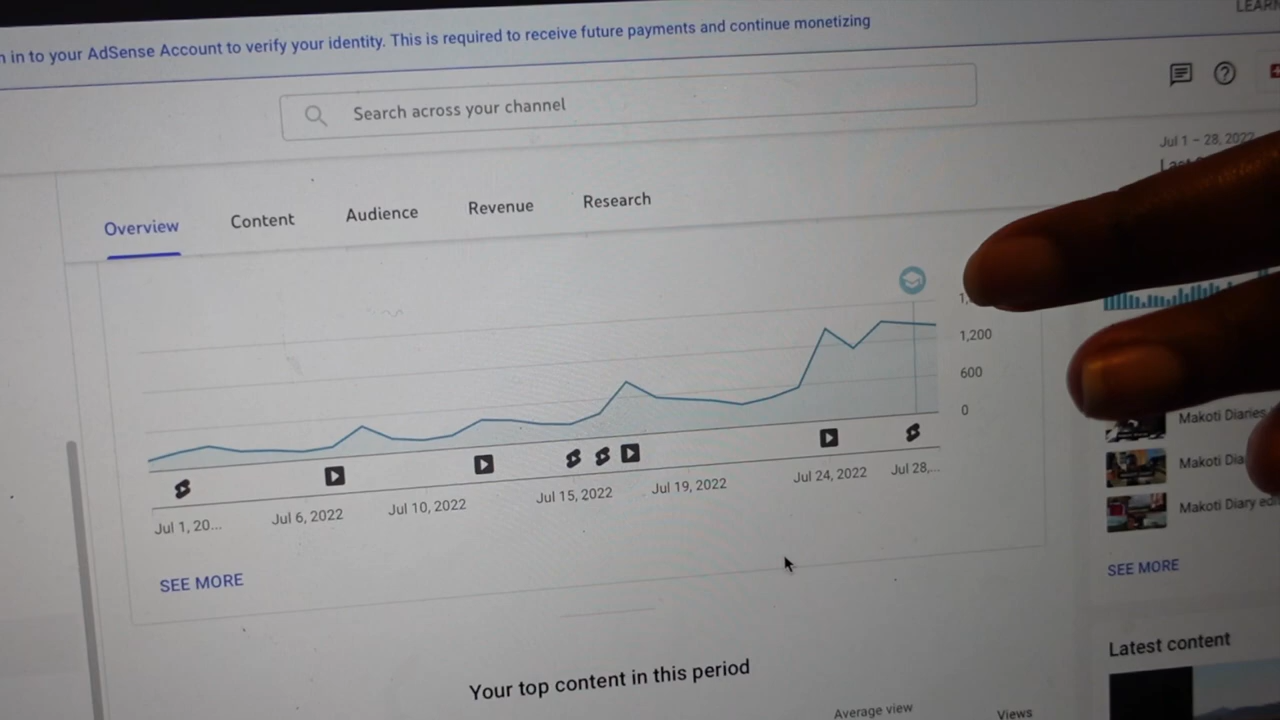 LEARN
in to your AdSense Account to verify your identity. This is required to receive future payments and continue monetizing
Search across your channel
Jul 1 – 28, 2022
Overview Content Audience Revenue Research
1,200
600
0
Jul 1, 20... Jul 6, 2022 Jul 10, 2022 Jul 15, 2022 Jul 19, 2022 Jul 24, 2022 Jul 28,...
SEE MORE
Makoti Diaries
Makoti Dia
Makoti Diary
SEE MORE
Your top content in this period
Average view Views
Latest content